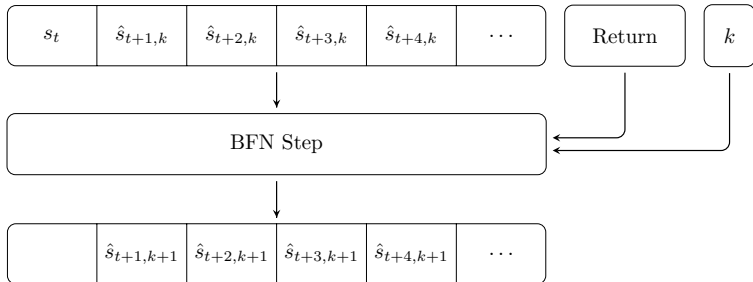 s_t ŝ_{t+1,k} ŝ_{t+2,k} ŝ_{t+3,k} ŝ_{t+4,k} ⋯ Return k
BFN Step
ŝ_{t+1,k+1} ŝ_{t+2,k+1} ŝ_{t+3,k+1} ŝ_{t+4,k+1} ⋯